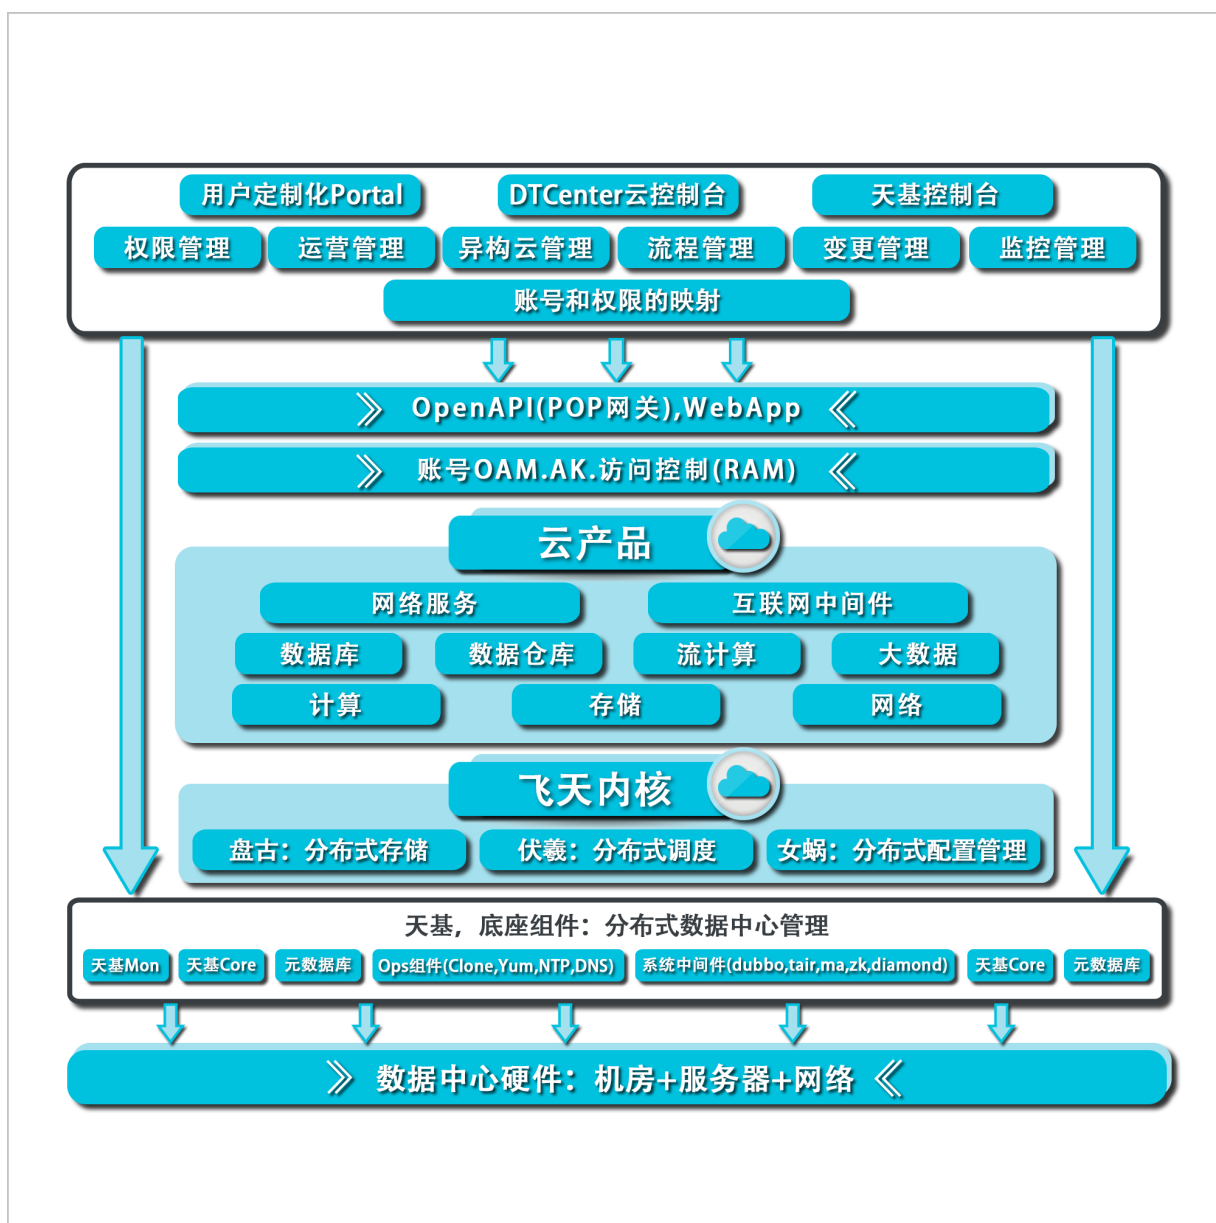 用户定制化Portal DTCenter云控制台 天基控制台
权限管理 运营管理 异构云管理 流程管理 变更管理 监控管理
账号和权限的映射
OpenAPI(POP网关),WebApp
账号OAM.AK.访问控制(RAM)
云产品
网络服务 互联网中间件
数据库 数据仓库 流计算 大数据
计算 存储 网络
飞天内核
盘古：分布式存储 伏羲：分布式调度 女蜗：分布式配置管理
天基，底座组件：分布式数据中心管理
天基Mon 天基Core 元数据库 Ops组件(Clone,Yum,NTP,DNS) 系统中间件(dubbo,tair,ma,zk,diamond) 天基Core 元数据库
数据中心硬件：机房+服务器+网络